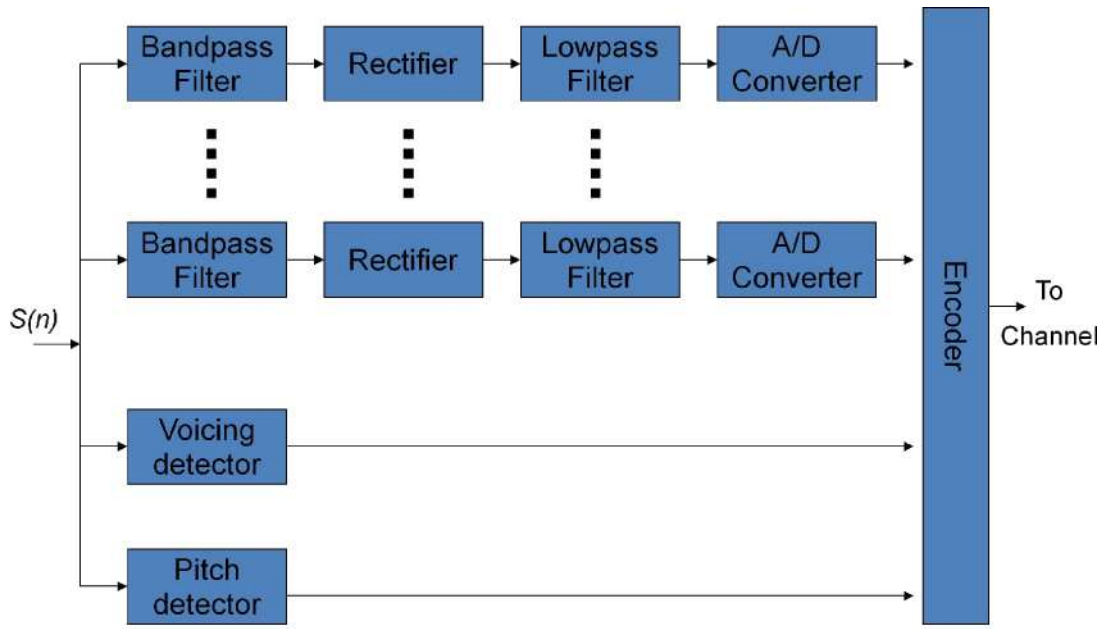 Bandpass
Filter
Rectifier
Lowpass
Filter
A/D
Converter
Bandpass
Filter
Rectifier
Lowpass
Filter
A/D
Converter
S(n)
Encoder
To
Channel
Voicing
detector
Pitch
detector